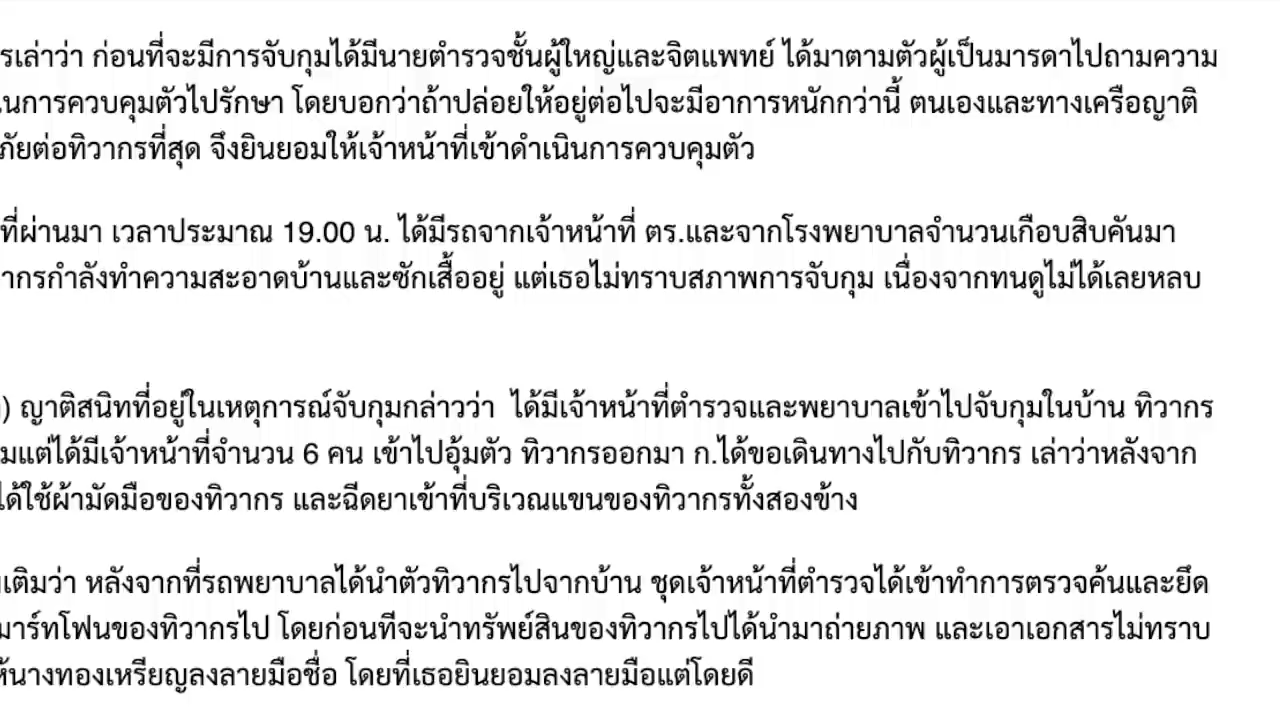 รเล่าว่า ก่อนที่จะมีการจับกุมได้มีนายตำรวจชั้นผู้ใหญ่และจิตแพทย์ ได้มาตามตัวผู้เป็นมารดาไปถามความ
นการควบคุมตัวไปรักษา โดยบอกว่าถ้าปล่อยให้อยู่ต่อไปจะมีอาการหนักกว่านี้ ตนเองและทางเครือญาติ
ภัยต่อทิวากรที่สุด จึงยินยอมให้เจ้าหน้าที่เข้าดำเนินการควบคุมตัว
ที่ผ่านมา เวลาประมาณ 19.00 น. ได้มีรถจากเจ้าหน้าที่ ตร.และจากโรงพยาบาลจำนวนเกือบสิบคันมา
ากรกำลังทำความสะอาดบ้านและซักเสื้ออยู่ แต่เธอไม่ทราบสภาพการจับกุม เนื่องจากทนดูไม่ได้เลยหลบ
) ญาติสนิทที่อยู่ในเหตุการณ์จับกุมกล่าวว่า ได้มีเจ้าหน้าที่ตำรวจและพยาบาลเข้าไปจับกุมในบ้าน ทิวากร
มแต่ได้มีเจ้าหน้าที่จำนวน 6 คน เข้าไปอุ้มตัว ทิวากรออกมา ก.ได้ขอเดินทางไปกับทิวากร เล่าว่าหลังจาก
ได้ใช้ผ้ามัดมือของทิวากร และฉีดยาเข้าที่บริเวณแขนของทิวากรทั้งสองข้าง
เติมว่า หลังจากที่รถพยาบาลได้นำตัวทิวากรไปจากบ้าน ชุดเจ้าหน้าที่ตำรวจได้เข้าทำการตรวจค้นและยึด
มาร์ทโฟนของทิวากรไป โดยก่อนทีจะนำทรัพย์สินของทิวากรไปได้นำมาถ่ายภาพ และเอาเอกสารไม่ทราบ
ห้นางทองเหรียญลงลายมือชื่อ โดยที่เธอยินยอมลงลายมือแต่โดยดี